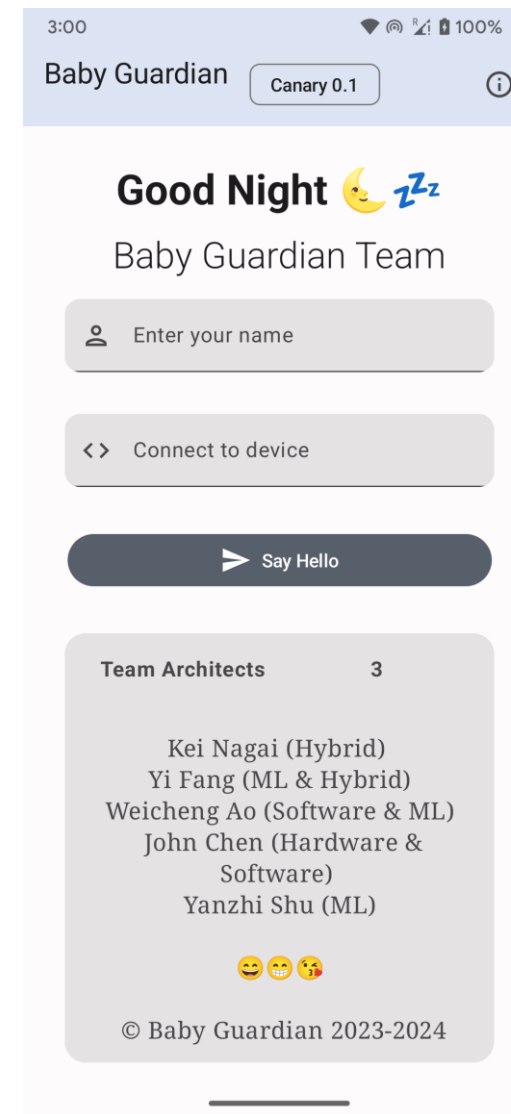 3:00 100%
Baby Guardian Canary 0.1
Good Night 🌜 💤
Baby Guardian Team
Enter your name
Connect to device
Say Hello
Team Architects 3
Kei Nagai (Hybrid)
Yi Fang (ML & Hybrid)
Weicheng Ao (Software & ML)
John Chen (Hardware &
Software)
Yanzhi Shu (ML)
😄😁😘
© Baby Guardian 2023-2024